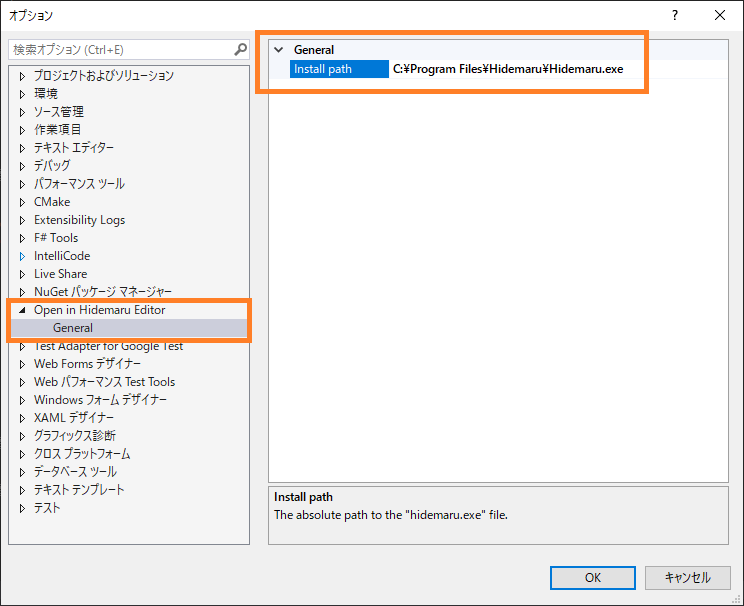 オプション
?
検索オプション (Ctrl+E)
プロジェクトおよびソリューション
環境
ソース管理
作業項目
テキスト エディター
デバッグ
パフォーマンス ツール
CMake
Extensibility Logs
F# Tools
IntelliCode
Live Share
NuGet パッケージ マネージャー
Open in Hidemaru Editor
General
Test Adapter for Google Test
Web Forms デザイナー
Web パフォーマンス Test Tools
Windows フォーム デザイナー
XAML デザイナー
グラフィックス診断
クロス プラットフォーム
データベース ツール
テキスト テンプレート
テスト
General
Install path C:¥Program Files¥Hidemaru¥Hidemaru.exe
Install path
The absolute path to the "hidemaru.exe" file.
OK キャンセル